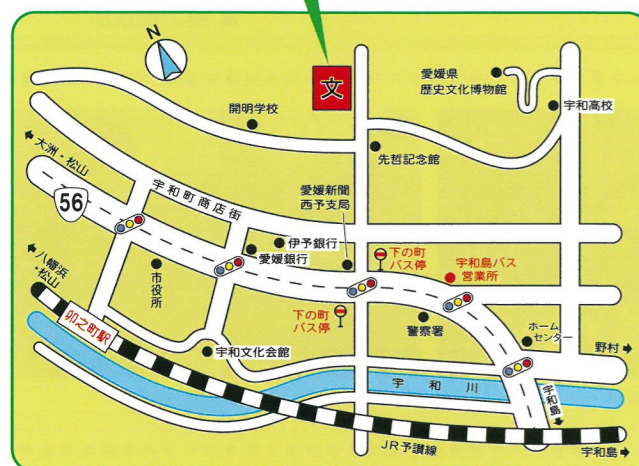 N
文
愛媛県
歴史文化博物館
宇和高校
開明学校
先哲記念館
大洲・松山
56
宇和町商店街
愛媛新聞
西予支局
伊予銀行
愛媛銀行
下の町
バス停
宇和島バス
営業所
八幡浜
・松山
市役所
下の町
バス停
警察署
ホーム
センター
野村
卯之町駅
宇和文化会館
宇和川
宇和島
JR予讃線
宇和島